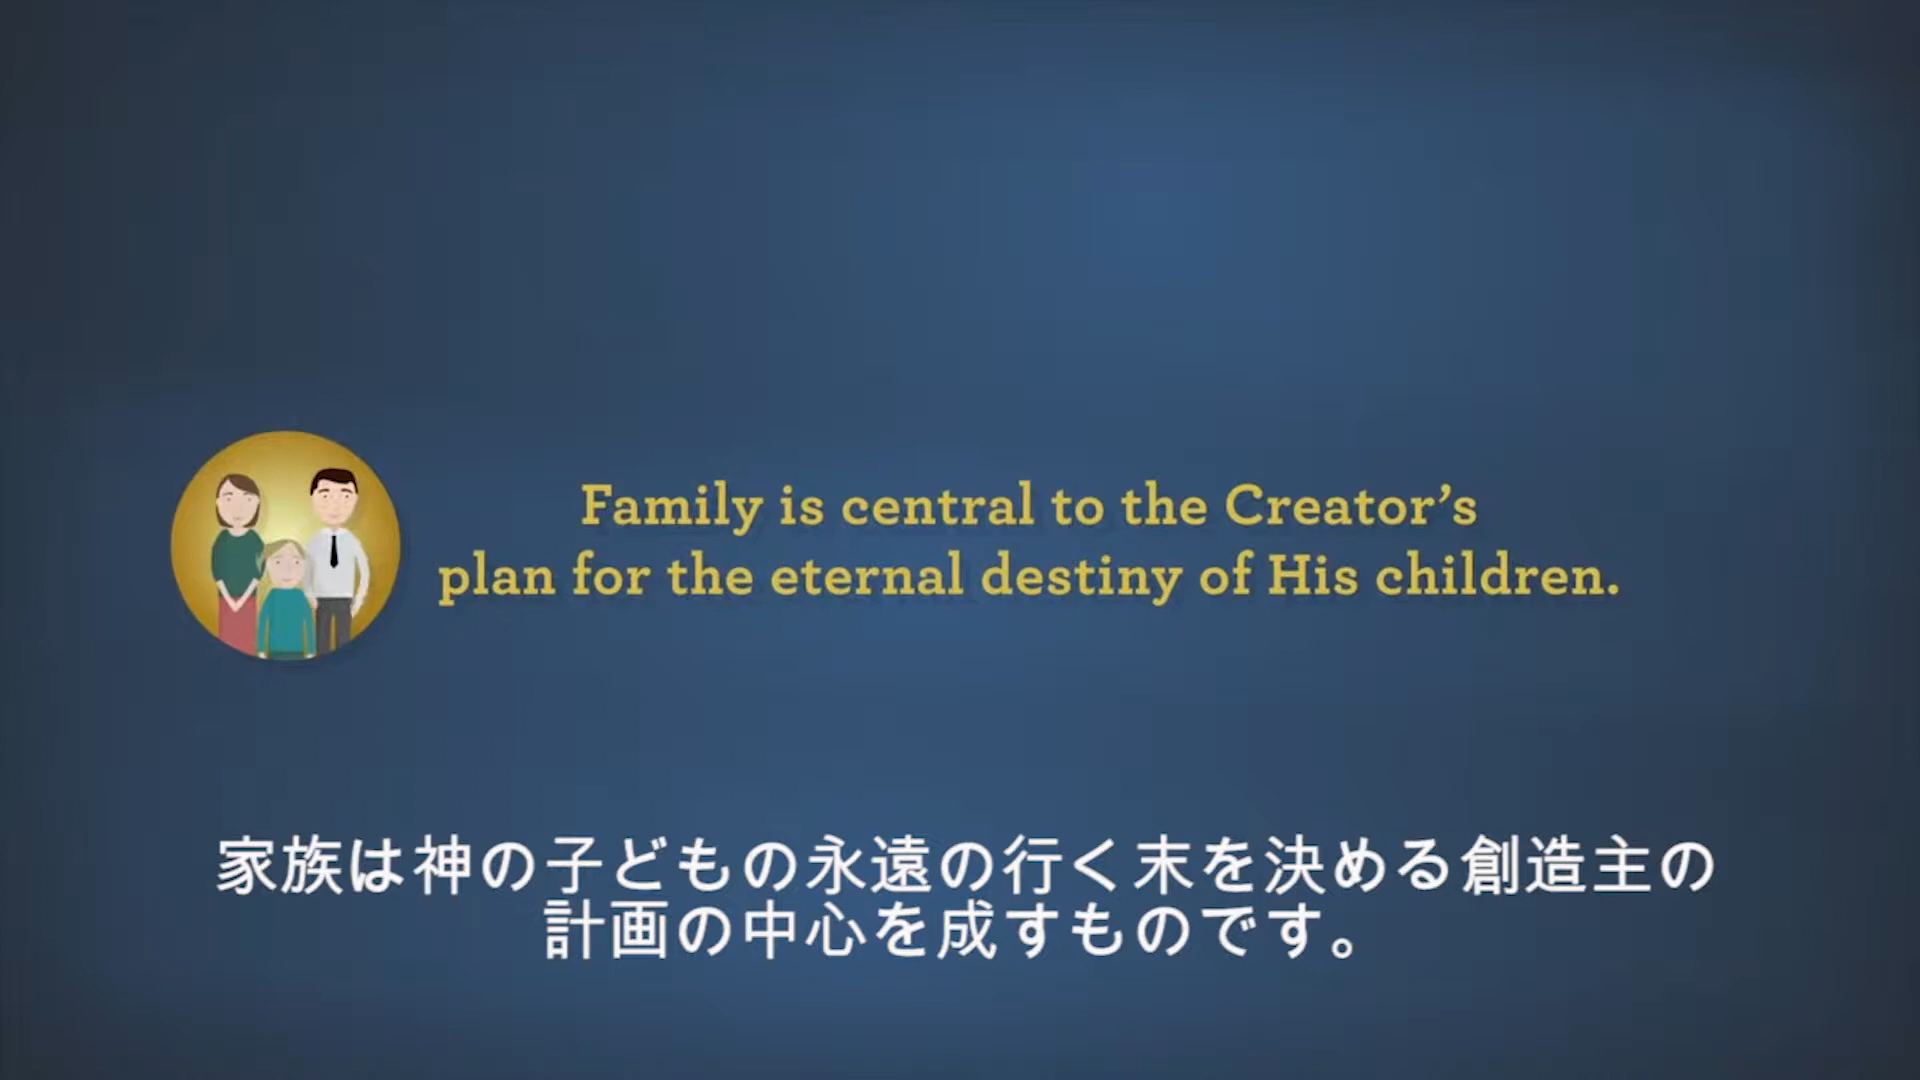 Family is central to the Creator’s
plan for the eternal destiny of His children.
家族は神の子どもの永遠の行く末を決める創造主の
計画の中心を成すものです。